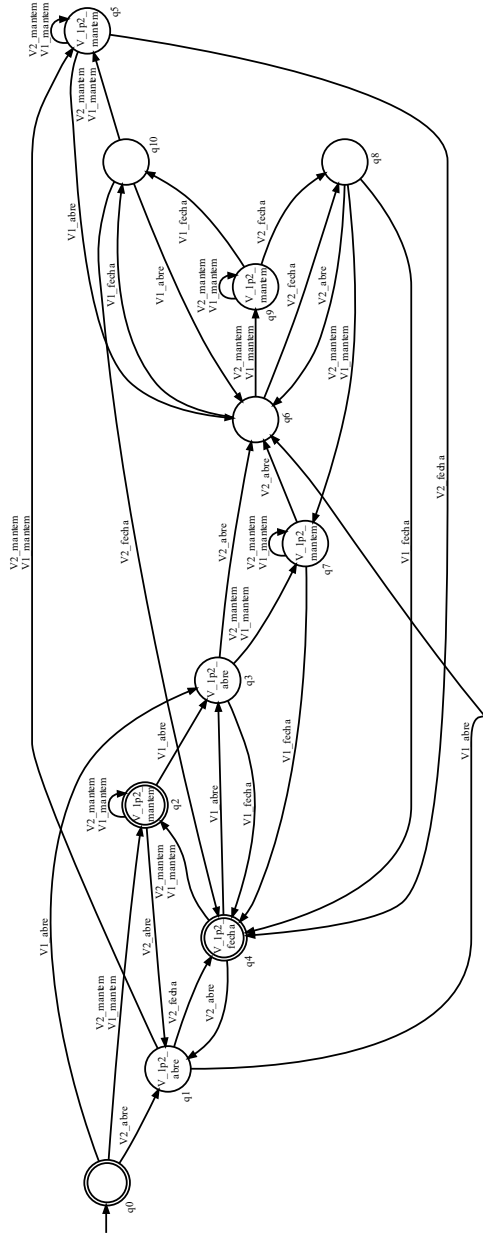 q0
V1_abre
V2_mantem
V1_mantem
V2_abre
V_1p2_
abre
q1
V2_mantem
V1_mantem
V2_fecha
V1_abre
V_1p2_
fecha
q4
V2_abre
V2_mantem
V1_mantem
V1_abre
V_1p2_
mantem
q2
V2_mantem
V1_mantem
V2_abre
V1_abre
V_1p2_
abre
q3
V1_fecha
V2_abre
V2_mantem
V1_mantem
V_1p2_
mantem
q7
V2_mantem
V1_mantem
V2_abre
V1_fecha
q6
V1_fecha
V2_mantem
V1_mantem
V2_fecha
V_1p2_
mantem
q9
V2_mantem
V1_mantem
V1_fecha
V2_fecha
q10
V2_fecha
V1_abre
V2_mantem
V1_mantem
q8
V2_abre
V2_mantem
V1_mantem
V1_fecha
V_1p2_
mantem
q5
V2_mantem
V1_mantem
V1_abre
V2_fecha